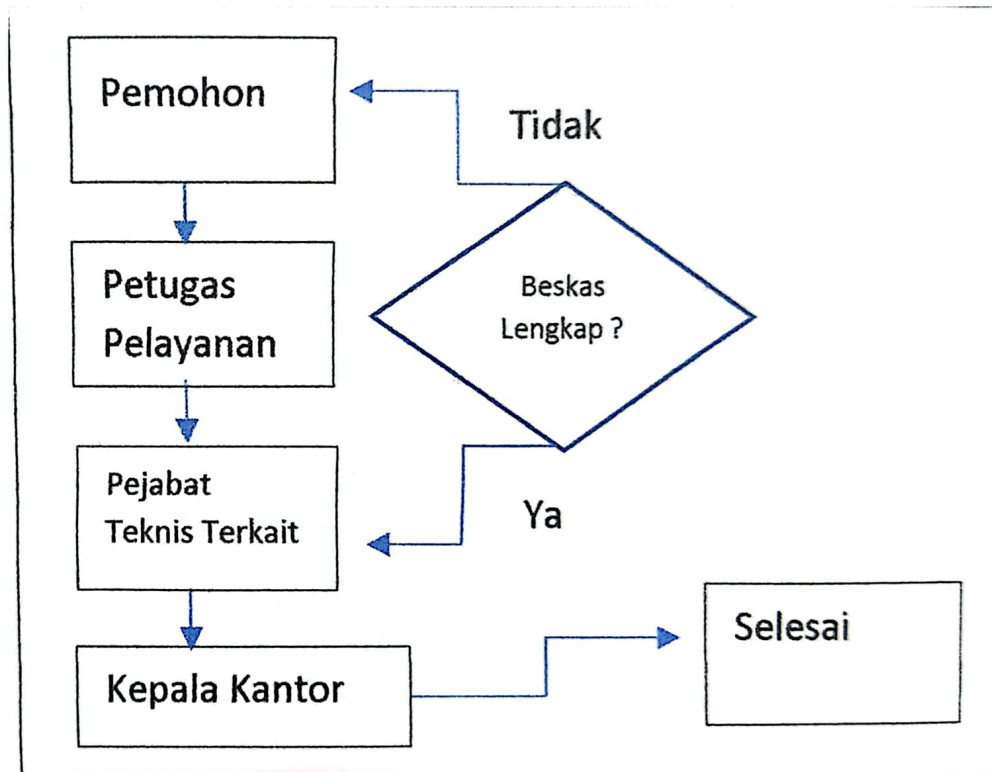 Pemohon
Tidak
Petugas
Pelayanan
Beskas
Lengkap ?
Pejabat
Teknis Terkait
Ya
Kepala Kantor
Selesai